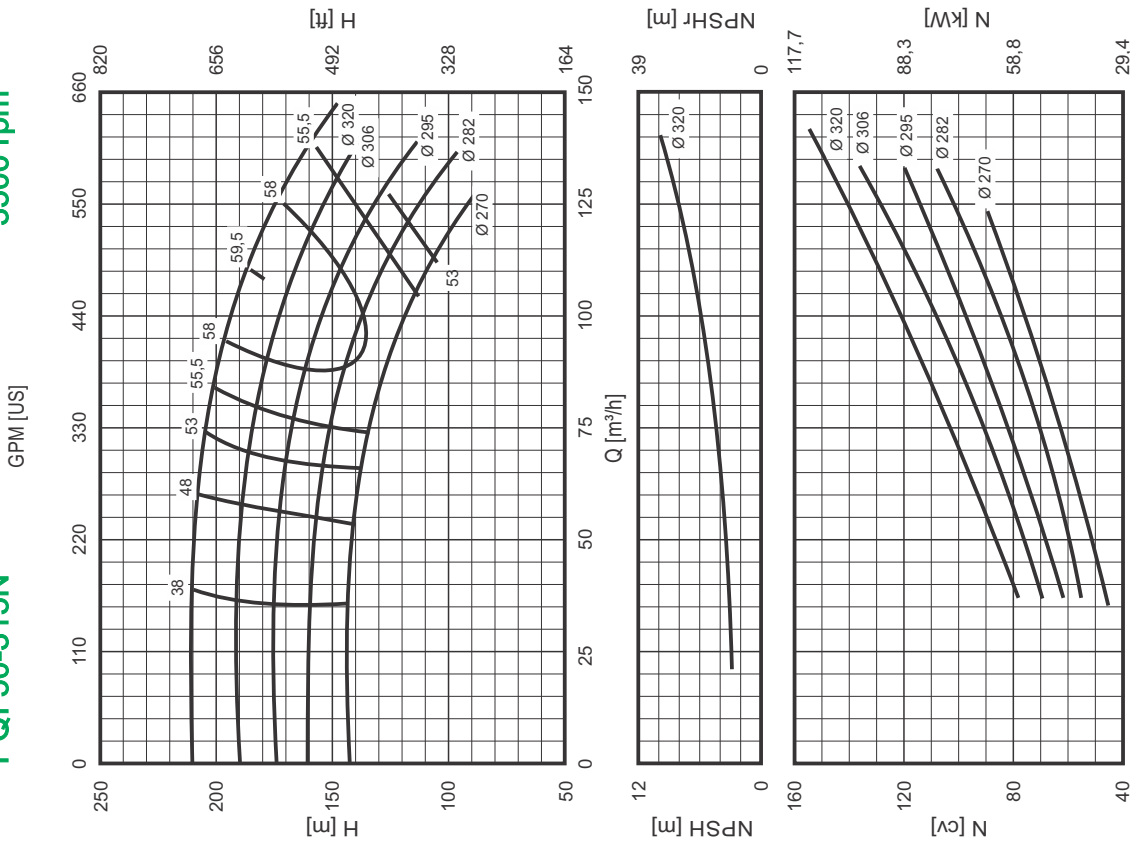 rpm
GPM [US]
0 110 220 330 440 550 660
250 820
200 656
150 492
100 328
50 164
H [m]
H [ft]
38
48
53
55,5
58
59,5
58
55,5
53
Ø 320
Ø 306
Ø 295
Ø 282
Ø 270
0 25 50 75 100 125 150
Q [m³/h]
12 39
0 0
NPSH [m]
NPSHr [m]
Ø 320
160 117,7
120 88,3
80 58,8
40 29.4
N [cv]
N [kW]
Ø 320
Ø 306
Ø 295
Ø 282
Ø 270